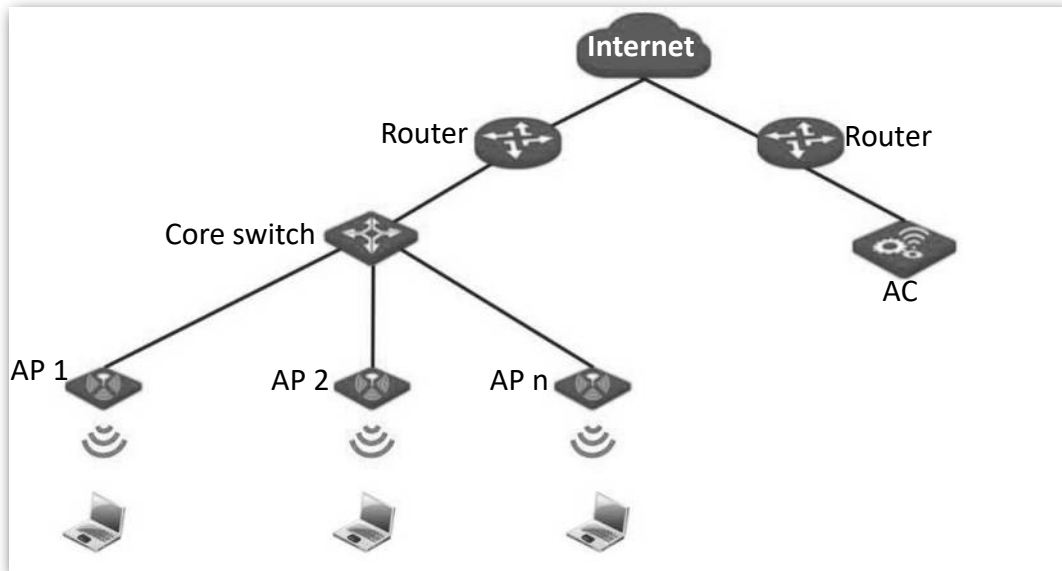 Internet
Router
Router
Core switch
AC
AP 1
AP 2
AP n